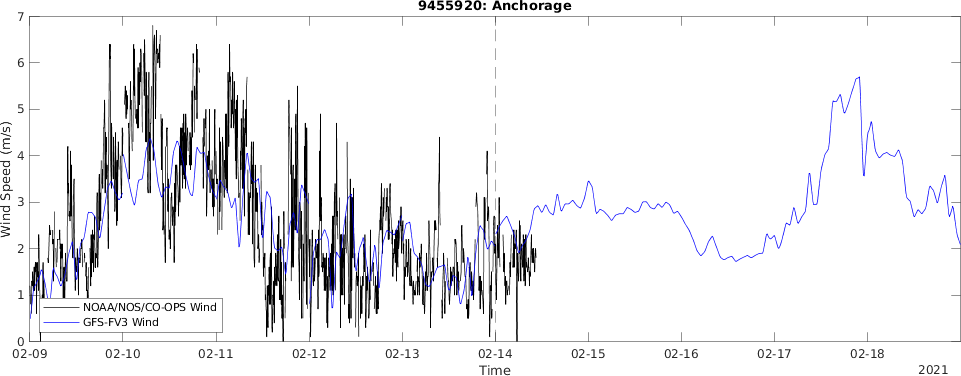 9455920: Anchorage
7
6
5
4
3
2
1
0
Wind Speed (m/s)
NOAA/NOS/CO-OPS Wind
GFS-FV3 Wind
02-09 02-10 02-11 02-12 02-13 02-14 02-15 02-16 02-17 02-18
Time
2021